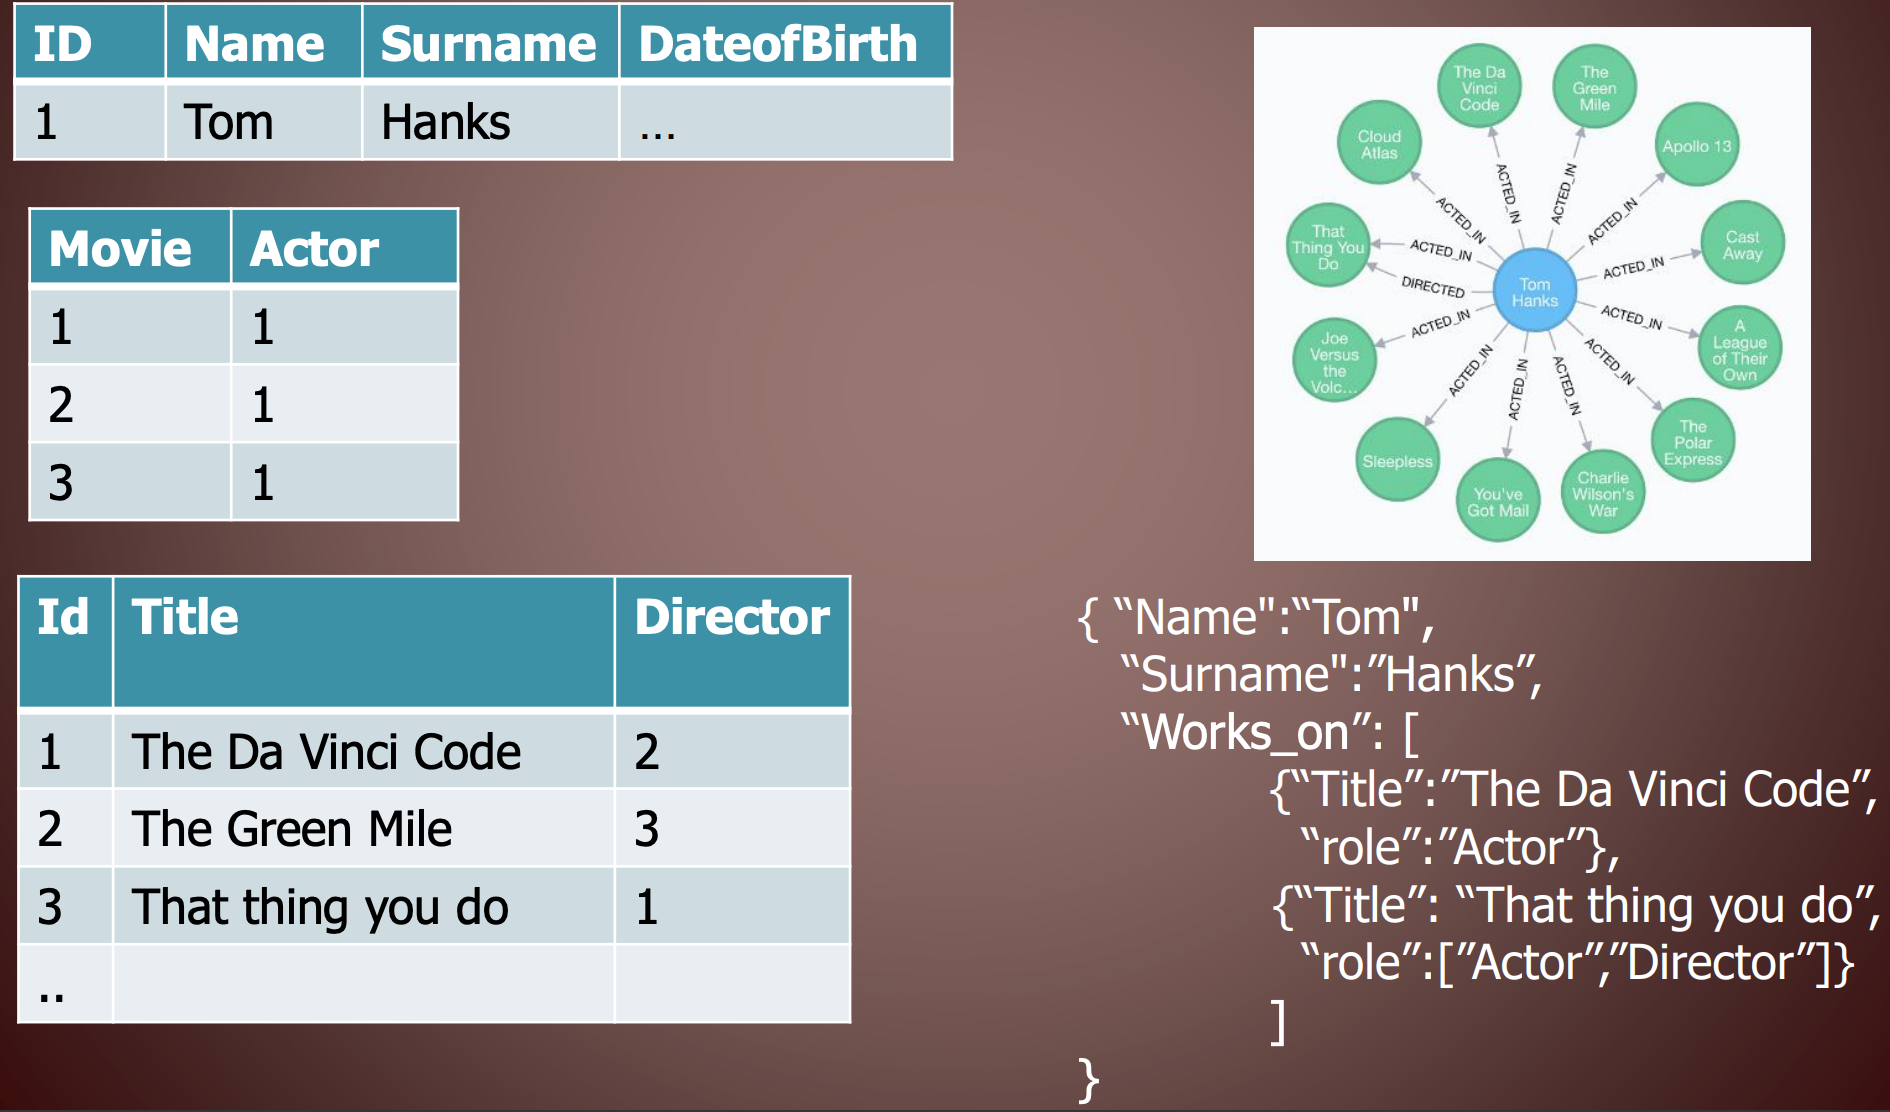 ID Name Surname DateofBirth
1 Tom Hanks ...
Movie Actor
1 1
2 1
3 1
Id Title Director
1 The Da Vinci Code 2
2 The Green Mile 3
3 That thing you do 1
..
The Da
Vinci
Code
The
Green
Mile
Apollo 13
Cast
Away
A
League
of Their
Own
The
Polar
Express
Charlie
Wilson's
War
You've
Got Mail
Sleepless
Joe
Versus
the
Volc...
That
Thing You
Do
Cloud
Atlas
Tom
Hanks
ACTED_IN
ACTED_IN
ACTED_IN
ACTED_IN
ACTED_IN
ACTED_IN
ACTED_IN
ACTED_IN
ACTED_IN
ACTED_IN
DIRECTED
ACTED_IN
ACTED_IN
{ “Name":“Tom",
“Surname":”Hanks”,
“Works_on”: [
{“Title”:”The Da Vinci Code”,
“role”:”Actor”},
{“Title”: “That thing you do”,
“role”:[”Actor”,”Director”]}
]
}